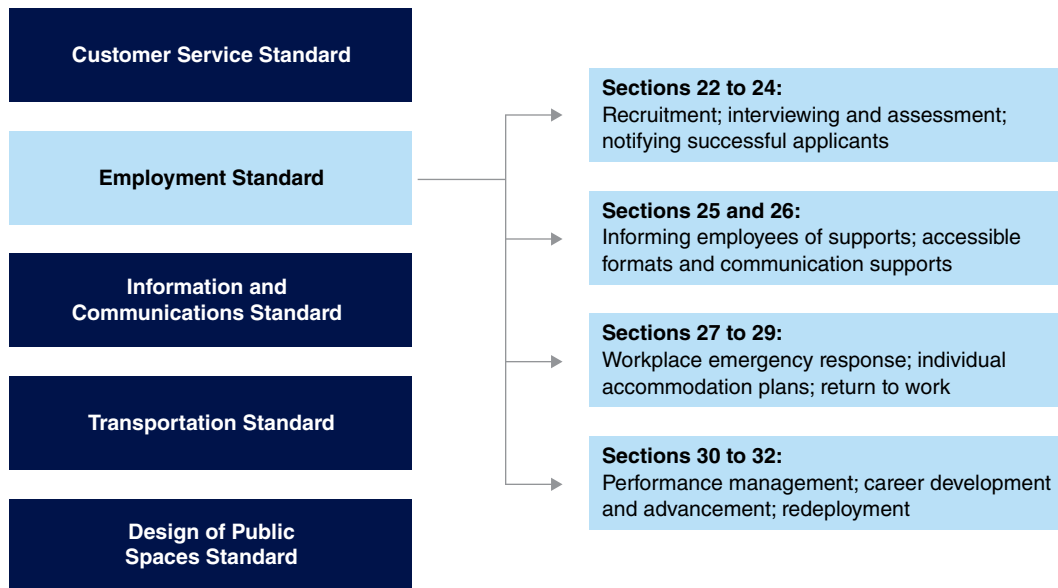 Customer Service Standard
Employment Standard
Information and
Communications Standard
Transportation Standard
Design of Public
Spaces Standard
Sections 22 to 24:
Recruitment; interviewing and assessment;
notifying successful applicants
Sections 25 and 26:
Informing employees of supports; accessible
formats and communication supports
Sections 27 to 29:
Workplace emergency response; individual
accommodation plans; return to work
Sections 30 to 32:
Performance management; career development
and advancement; redeployment